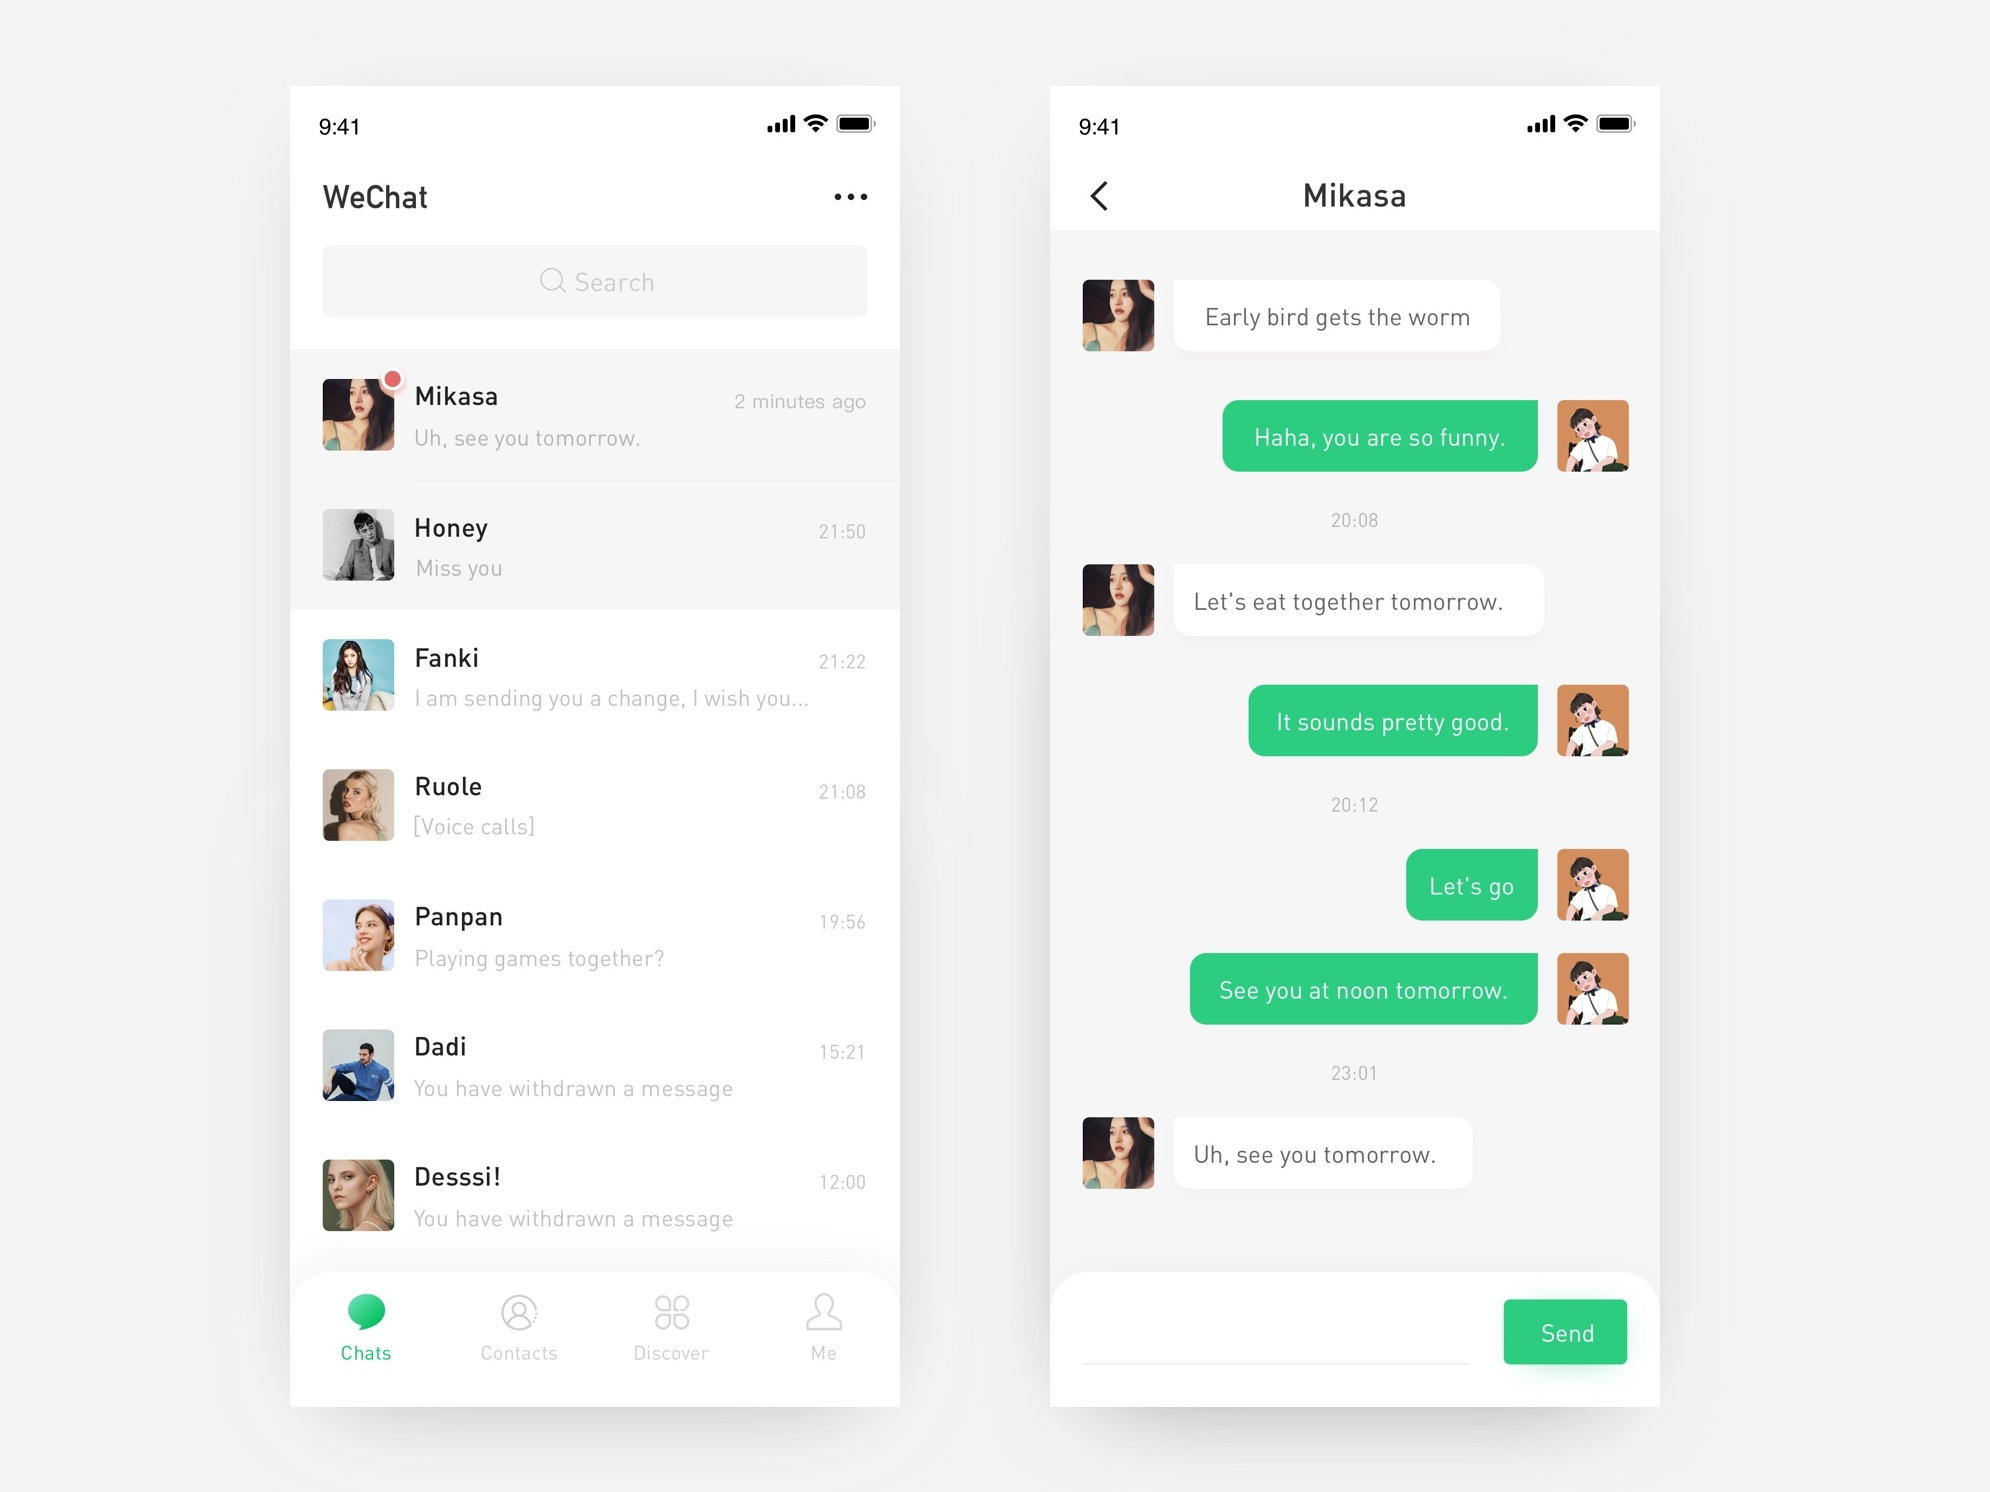 9:41
WeChat
Search
Mikasa
2 minutes ago
Uh, see you tomorrow.
Honey
21:50
Miss you
Fanki
21:22
I am sending you a change, I wish you...
Ruole
21:08
[Voice calls]
Panpan
19:56
Playing games together?
Dadi
15:21
You have withdrawn a message
Desssi!
12:00
You have withdrawn a message
Chats
Contacts
Discover
Me
9:41
Mikasa
Early bird gets the worm
Haha, you are so funny.
20:08
Let's eat together tomorrow.
It sounds pretty good.
20:12
Let's go
See you at noon tomorrow.
23:01
Uh, see you tomorrow.
Send